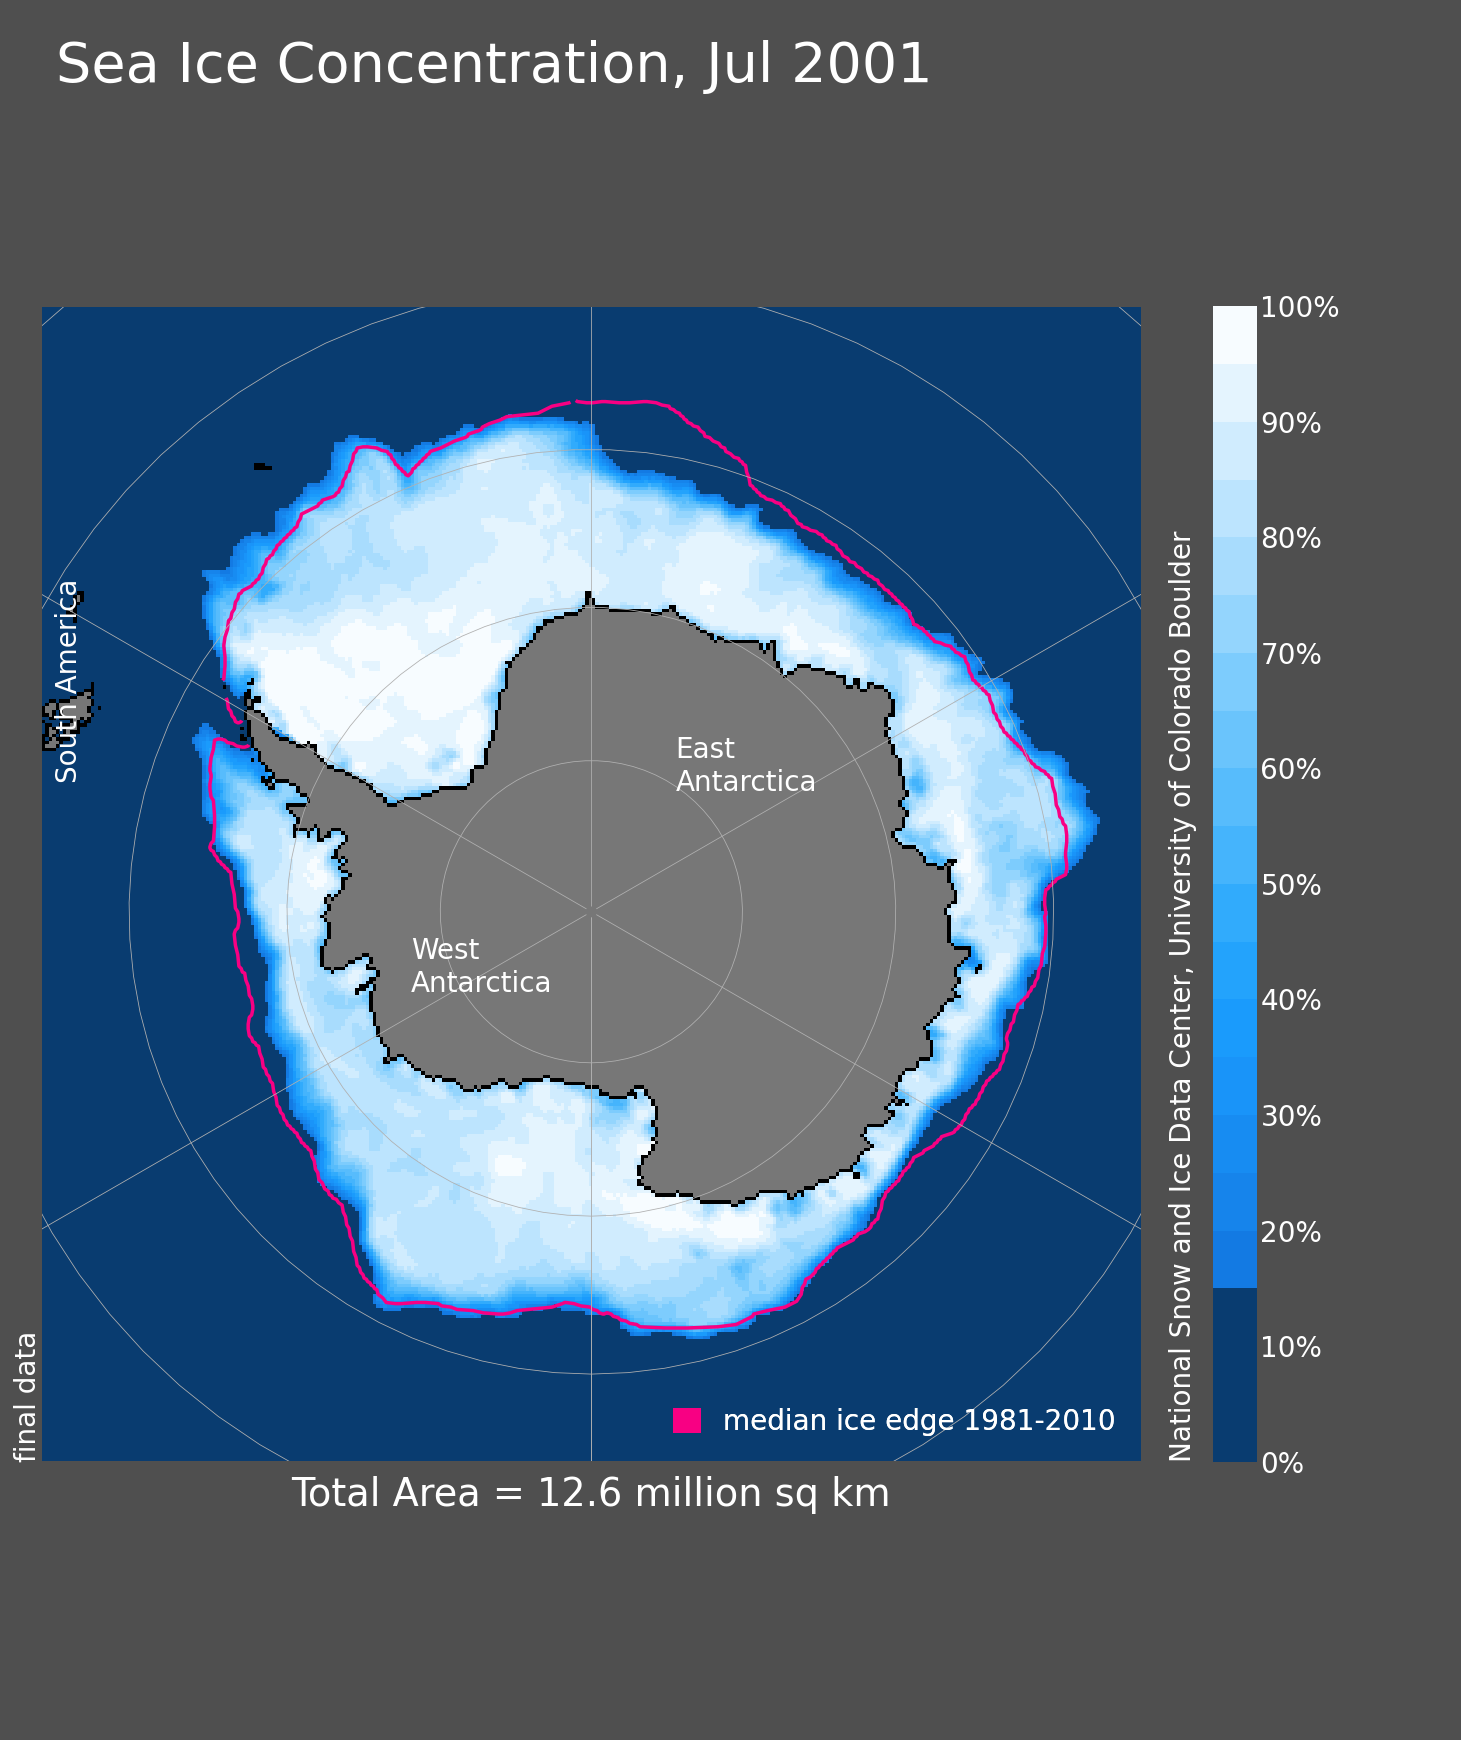 Sea Ice Concentration, Jul 2001
South America
East
Antarctica
West
Antarctica
median ice edge 1981-2010
final data
Total Area = 12.6 million sq km
National Snow and Ice Data Center, University of Colorado Boulder
100%
90%
80%
70%
60%
50%
40%
30%
20%
10%
0%